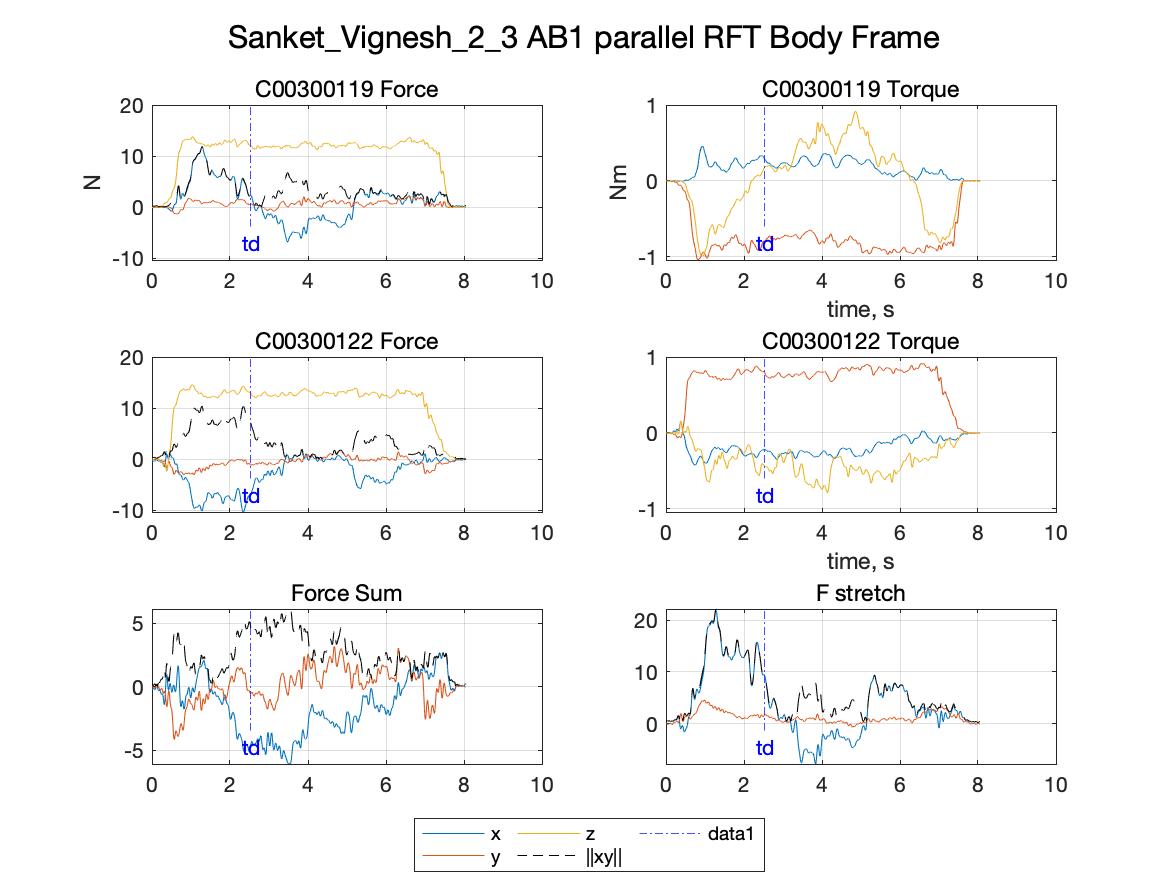 Sanket_Vignesh_2_3 AB1 parallel RFT Body Frame
C00300119 Force
20
10
0
-10
N
td
0 2 4 6 8 10
C00300119 Torque
1
0
-1
Nm
td
0 2 4 6 8 10
time, s
C00300122 Force
20
10
0
-10
td
0 2 4 6 8 10
C00300122 Torque
1
0
-1
td
0 2 4 6 8 10
time, s
Force Sum
5
0
-5
td
0 2 4 6 8 10
F stretch
20
10
0
td
0 2 4 6 8 10
x z data1
y ||xy||